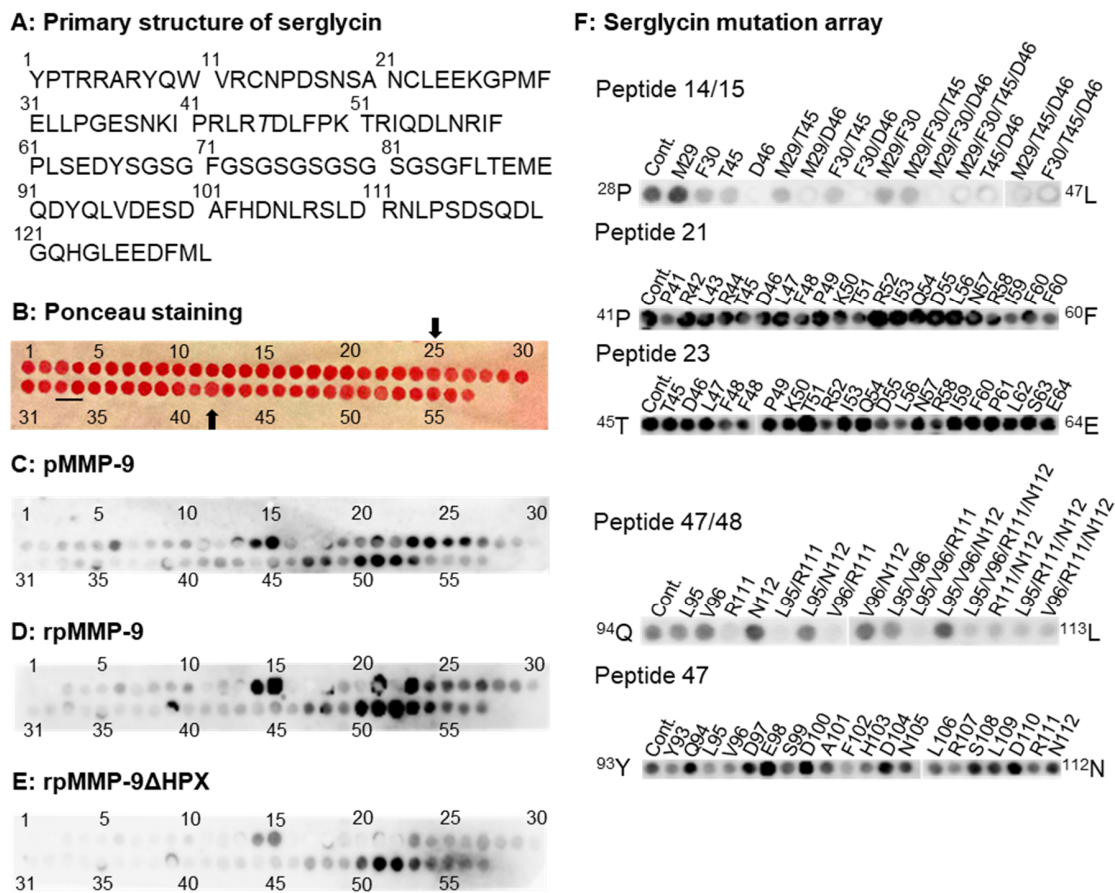 A: Primary structure of serglycin
1 11 21
YPTRRARYQW VRCNPDSNSA NCLEEKGPMF
31 41 51
ELLPGESNKI PRLRTDLFPK TRIQDLNRIF
61 71 81
PLSEDYSGSG FGSGSGSGSG SGSGFLTEME
91 101 111
QDYQLVDESD AFHDNLRSLD RNLPSDSQDL
121
GQHGLEEDFML
B: Ponceau staining
1 5 10 15 20 25 30
31 35 40 45 50 55
C: pMMP-9
1 5 10 15 20 25 30
31 35 40 45 50 55
D: rpMMP-9
1 5 10 15 20 25 30
31 35 40 45 50 55
E: rpMMP-9ΔHPX
1 5 10 15 20 25 30
31 35 40 45 50 55
F: Serglycin mutation array
Peptide 14/15
Cont. M29 F30 T45 D46 M29/T45 M29/D46 F30/T45 F30/D46 M29/F30 M29/F30/T45 M29/F30/D46 M29/F30/T45/D46 T45/D46 M29/T45/D46 F30/T45/D46
28P 47L
Peptide 21
Cont. P41 R42 L43 R44 T45 D46 L47 F48 P49 K50 T51 R52 I53 Q54 D55 L56 N57 R58 I59 F60 F60
41P 60F
Peptide 23
Cont. T45 D46 L47 F48 F48 P49 K50 T51 R52 I53 Q54 D55 L56 N57 R58 I59 F60 P61 L62 S63 E64
45T 64E
Peptide 47/48
Cont. L95 V96 R111 N112 L95/R111 L95/N112 V96/R111 V96/N112 L95/V96 L95/V96/R111 L95/V96/N112 L95/V96/R111/N112 R111/N112 L95/R111/N112 V96/R111/N112
94Q 113L
Peptide 47
Cont. Y93 Q94 L95 V96 D97 E98 S99 D100 A101 F102 H103 D104 N105 L106 R107 S108 L109 D110 R111 N112
93Y 112N